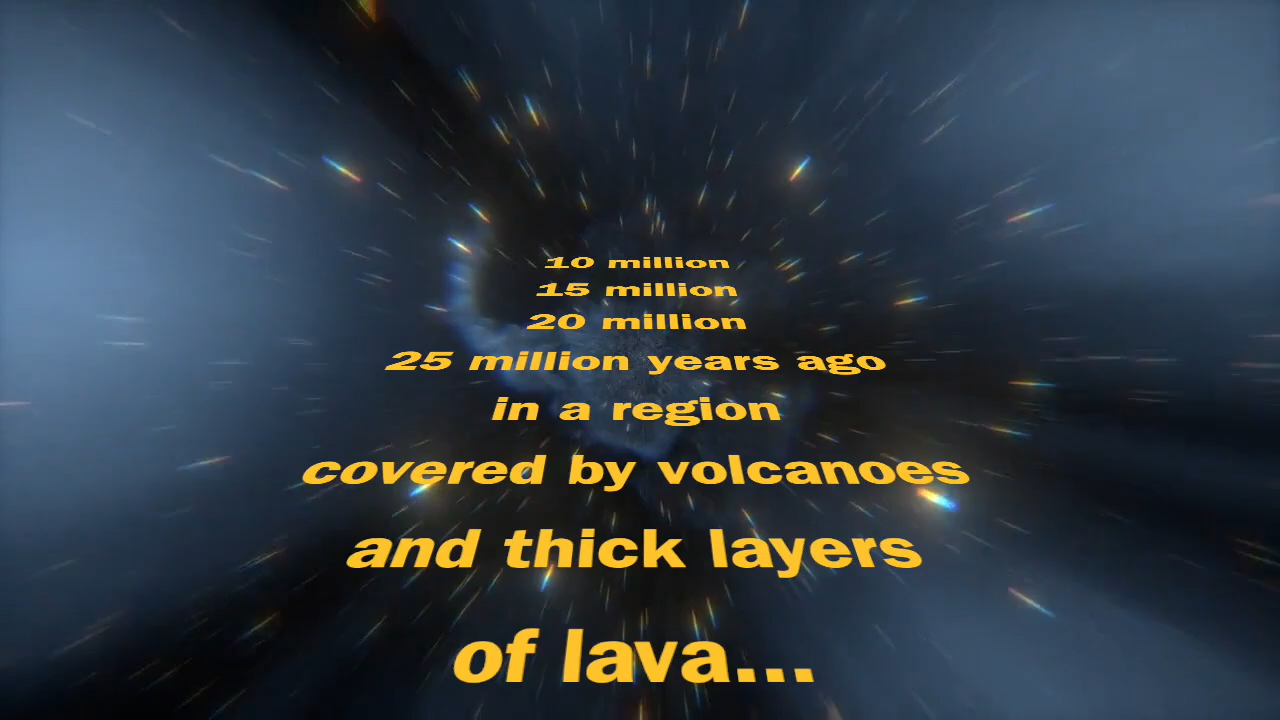 10 million
15 million
20 million
25 million years ago
in a region
covered by volcanoes
and thick layers
of lava...